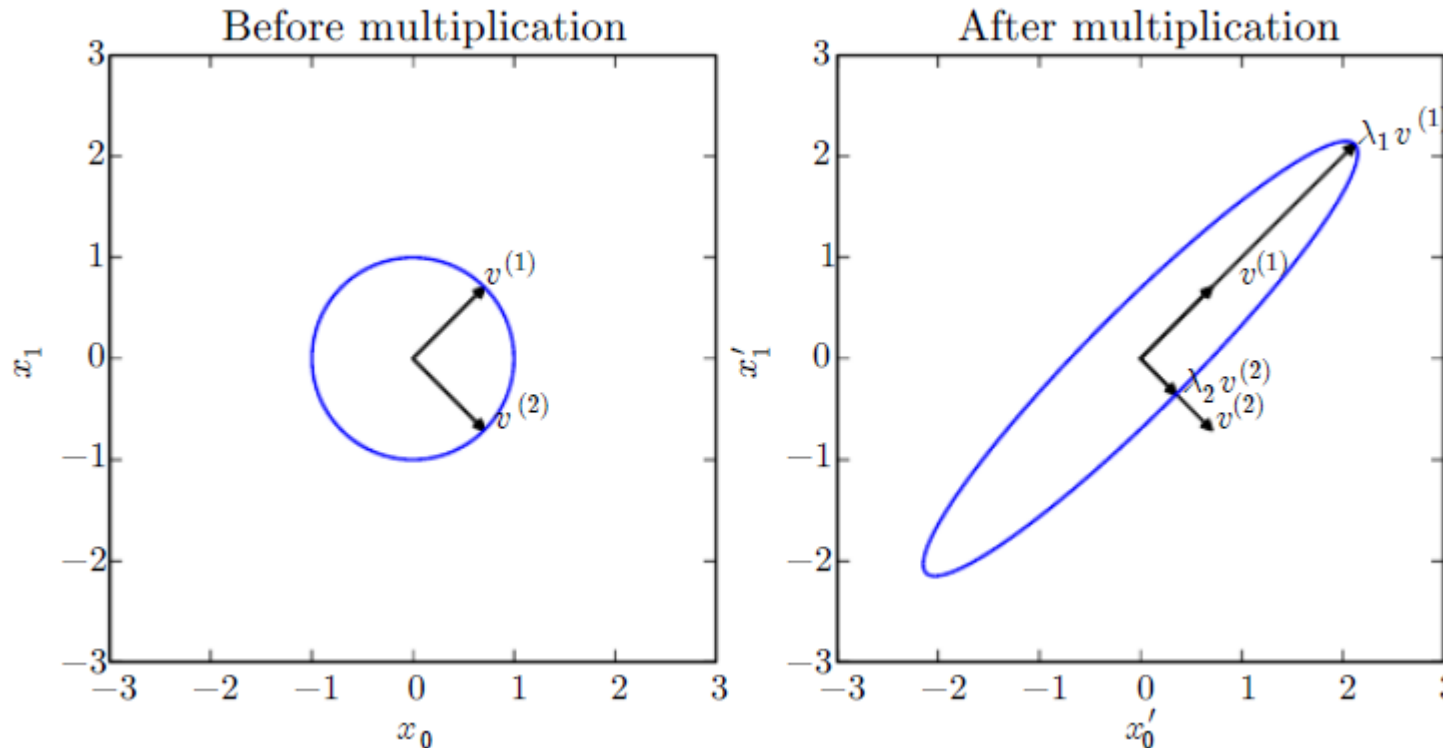 Before multiplication
3
2
1
0
−1
−2
−3
−3 −2 −1 0 1 2 3
x₀
x₁
v⁽¹⁾
v⁽²⁾
After multiplication
3
2
1
0
−1
−2
−3
−3 −2 −1 0 1 2 3
x′₀
x′₁
λ₁ v⁽¹⁾
v⁽¹⁾
λ₂ v⁽²⁾
v⁽²⁾